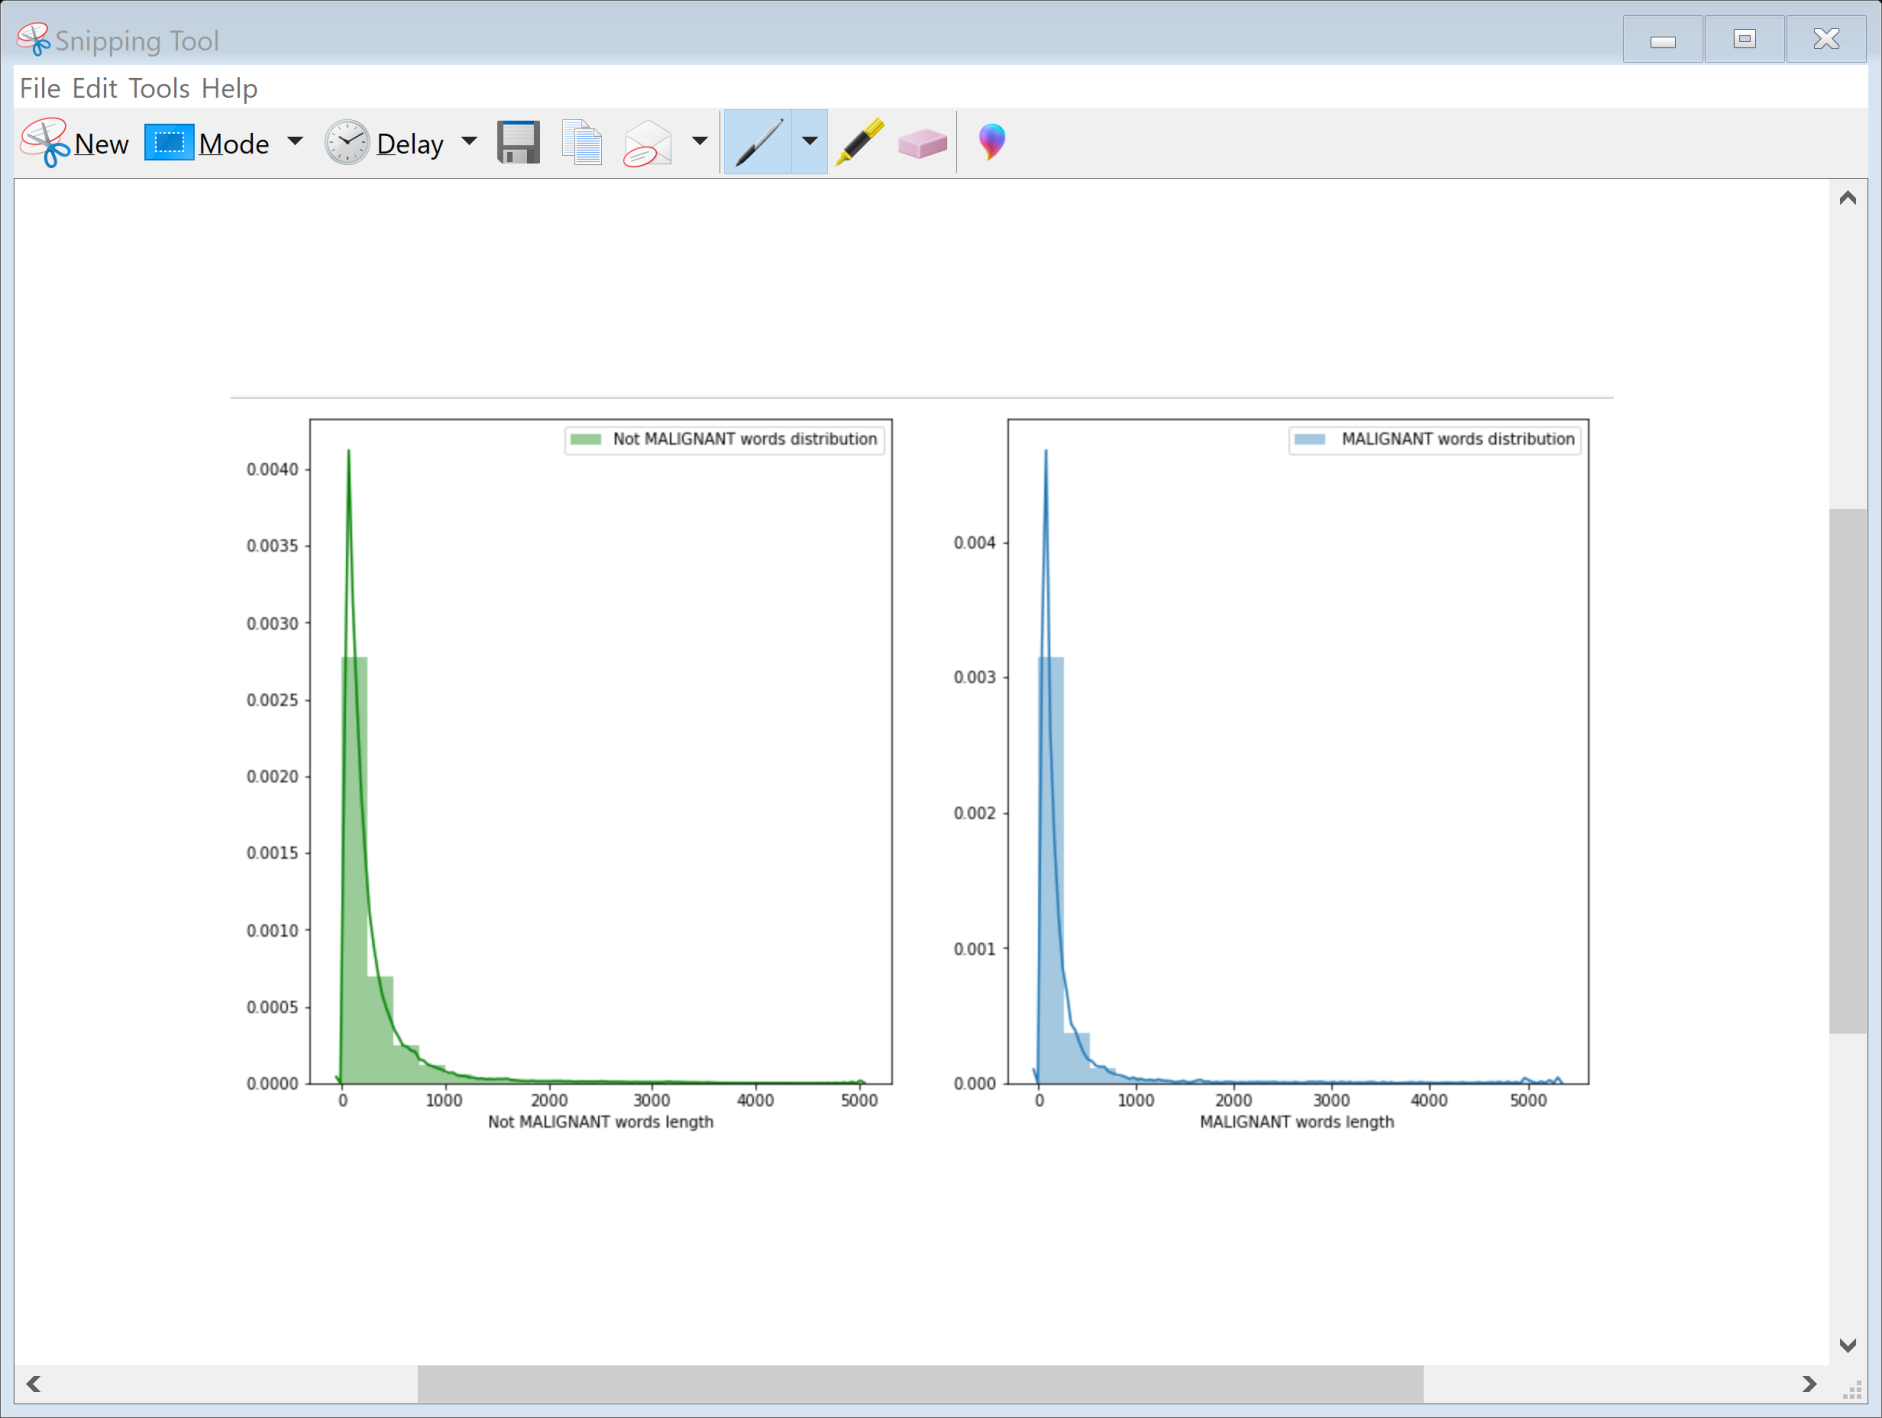 Snipping Tool
File Edit Tools Help
New Mode Delay
Not MALIGNANT words distribution
0.0040
0.0035
0.0030
0.0025
0.0020
0.0015
0.0010
0.0005
0.0000
0 1000 2000 3000 4000 5000
Not MALIGNANT words length
MALIGNANT words distribution
0.004
0.003
0.002
0.001
0.000
0 1000 2000 3000 4000 5000
MALIGNANT words length